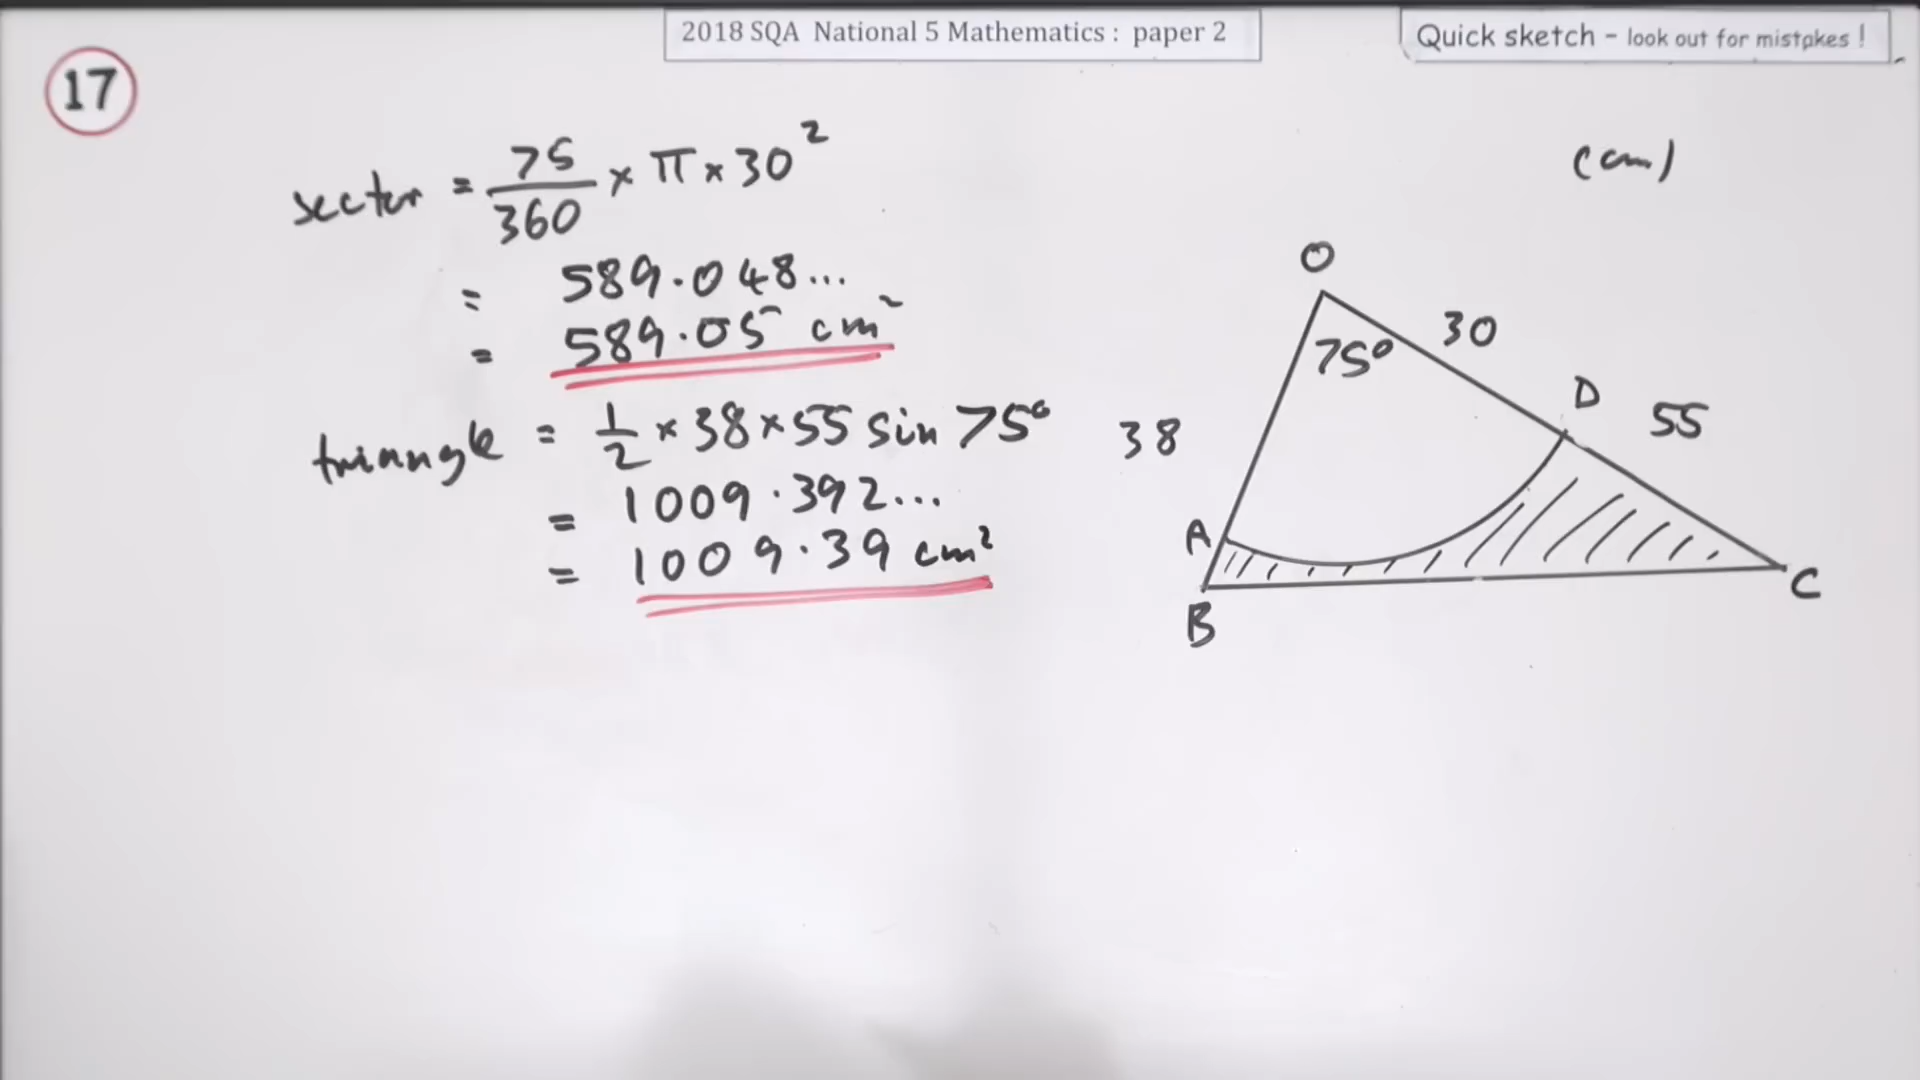 2018 SQA National 5 Mathematics : paper 2
Quick sketch – look out for mistakes !
17
sector = 75/360 × π × 30²
= 589.048...
= 589.05 cm²
triangle = 1/2 × 38 × 55 sin 75°
= 1009.392...
= 1009.39 cm²
(cm)
O
75°
30
D
55
38
A
B
C